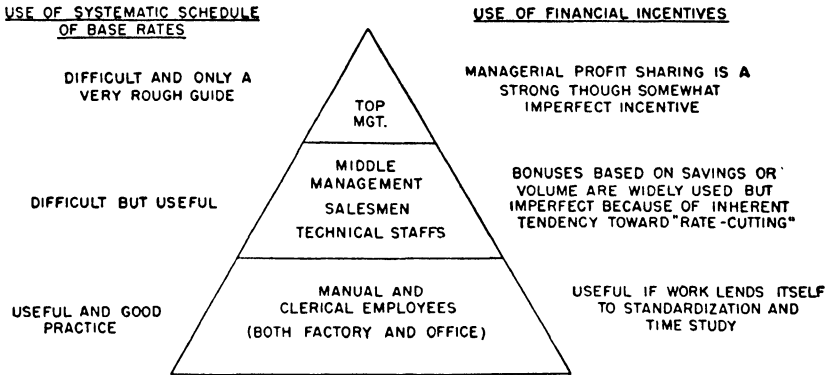 USE OF SYSTEMATIC SCHEDULE
OF BASE RATES
DIFFICULT AND ONLY A
VERY ROUGH GUIDE
DIFFICULT BUT USEFUL
USEFUL AND GOOD
PRACTICE
TOP
MGT.
MIDDLE
MANAGEMENT
SALESMEN
TECHNICAL STAFFS
MANUAL AND
CLERICAL EMPLOYEES
(BOTH FACTORY AND OFFICE)
USE OF FINANCIAL INCENTIVES
MANAGERIAL PROFIT SHARING IS A
STRONG THOUGH SOMEWHAT
IMPERFECT INCENTIVE
BONUSES BASED ON SAVINGS OR
VOLUME ARE WIDELY USED BUT
IMPERFECT BECAUSE OF INHERENT
TENDENCY TOWARD "RATE-CUTTING"
USEFUL IF WORK LENDS ITSELF
TO STANDARDIZATION AND
TIME STUDY